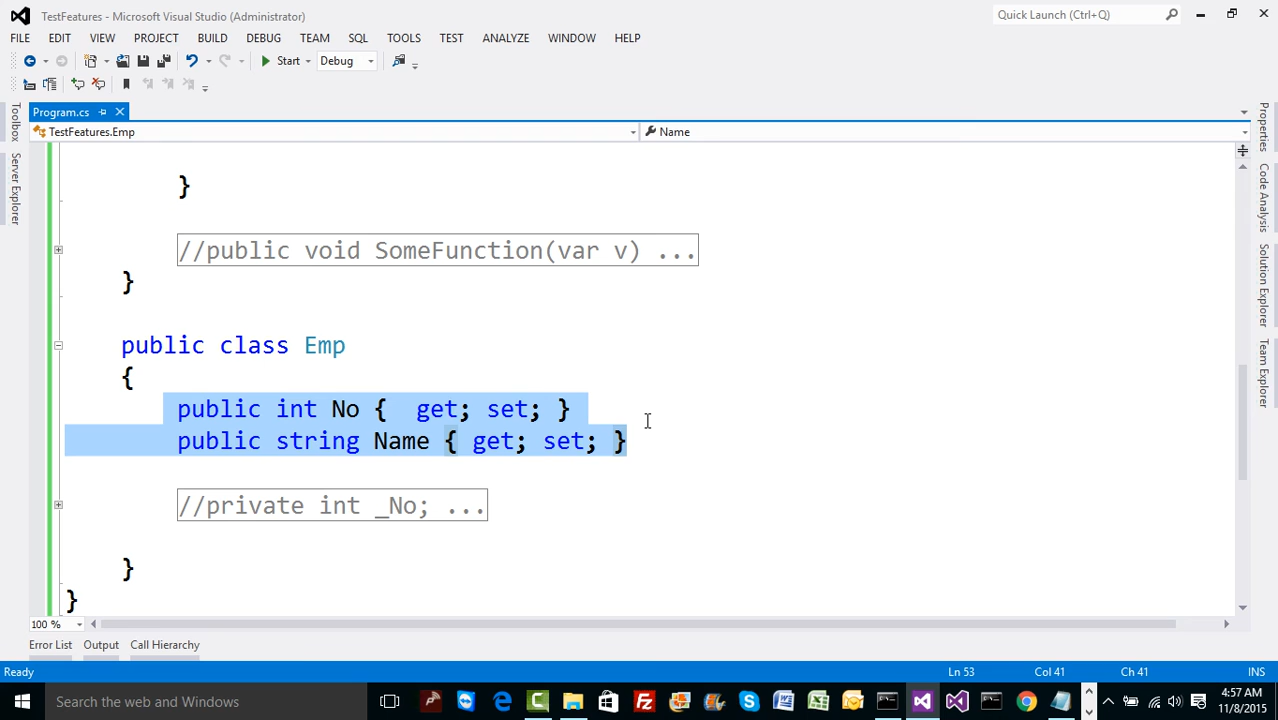 TestFeatures - Microsoft Visual Studio (Administrator)
Quick Launch (Ctrl+Q)
FILE EDIT VIEW PROJECT BUILD DEBUG TEAM SQL TOOLS TEST ANALYZE WINDOW HELP
Start Debug
Program.cs
TestFeatures.Emp Name
}
//public void SomeFunction(var v) ...
}
public class Emp
{
public int No {  get; set; }
public string Name { get; set; }
//private int _No; ...
}
}
100 %
Error List Output Call Hierarchy
Ready Ln 53 Col 41 Ch 41 INS
Search the web and Windows
4:57 AM
11/8/2015
Toolbox
Server Explorer
Properties
Code Analysis
Solution Explorer
Team Explorer